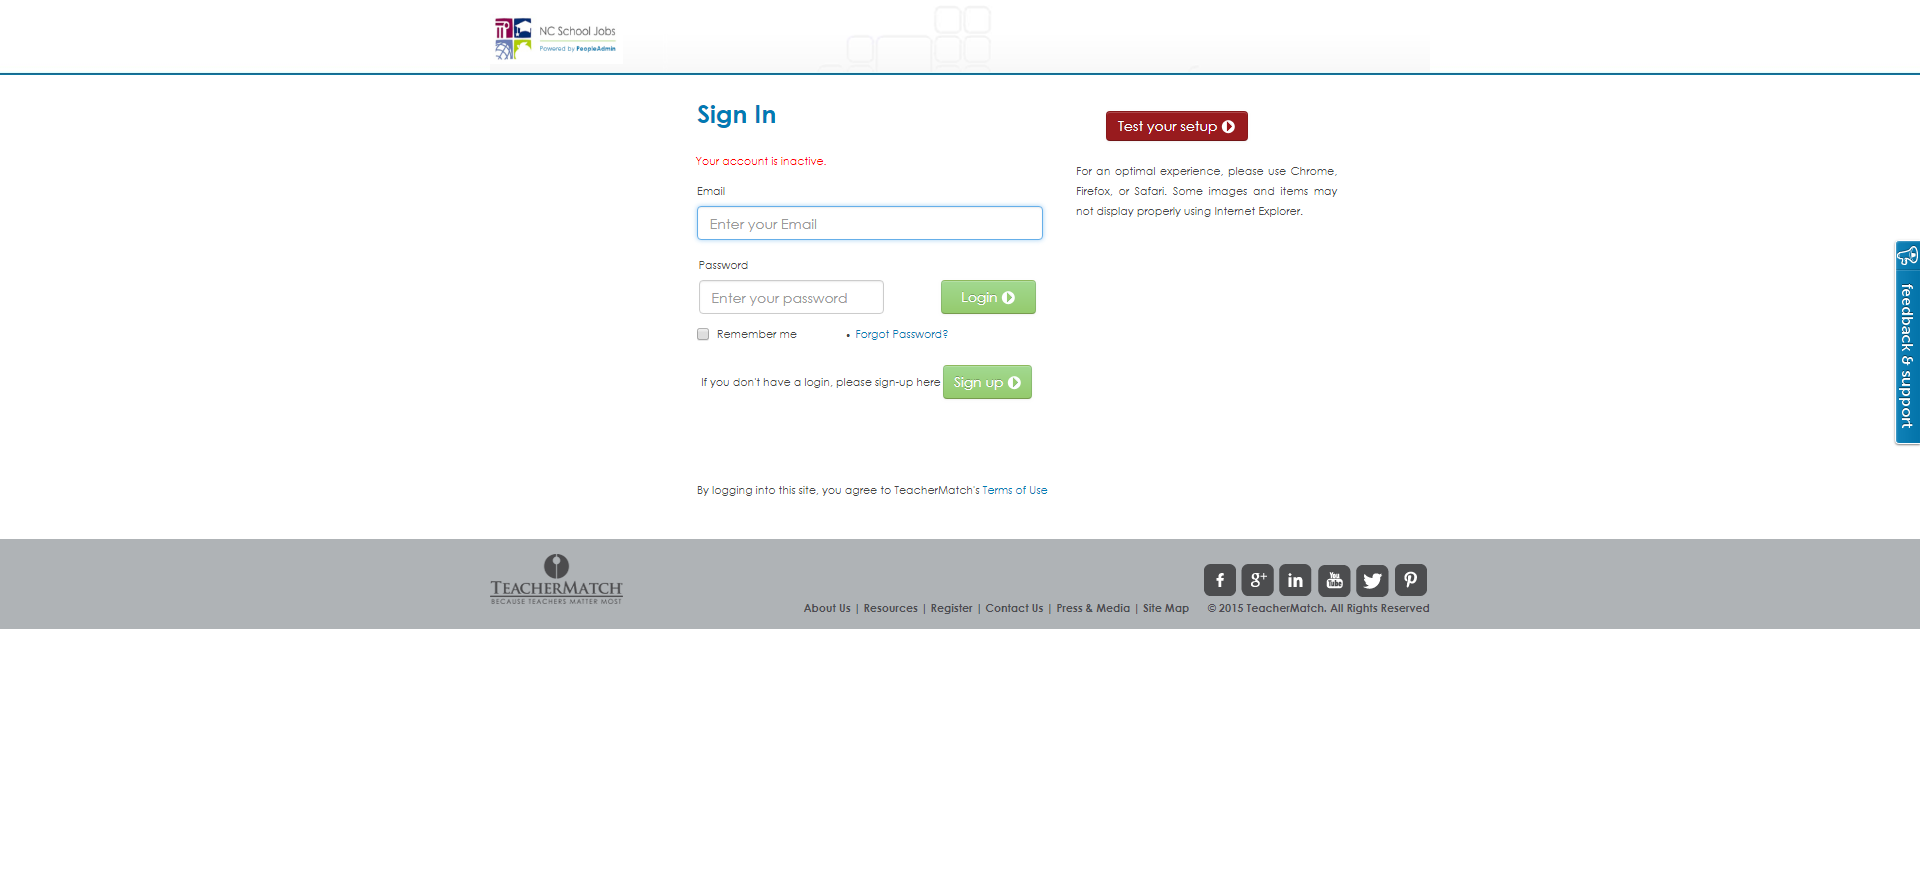 NC School Jobs
Powered by PeopleAdmin
Sign In
Test your setup
Your account is inactive.
For an optimal experience, please use Chrome,
Firefox, or Safari. Some images and items may
not display properly using Internet Explorer.
Email
Enter your Email
Password
Enter your password
Login
Remember me
• Forgot Password?
If you don't have a login, please sign-up here
Sign up
feedback & support
By logging into this site, you agree to TeacherMatch's Terms of Use
TEACHERMATCH
BECAUSE TEACHERS MATTER MOST
f g+ in You Tube
About Us | Resources | Register | Contact Us | Press & Media | Site Map © 2015 TeacherMatch. All Rights Reserved